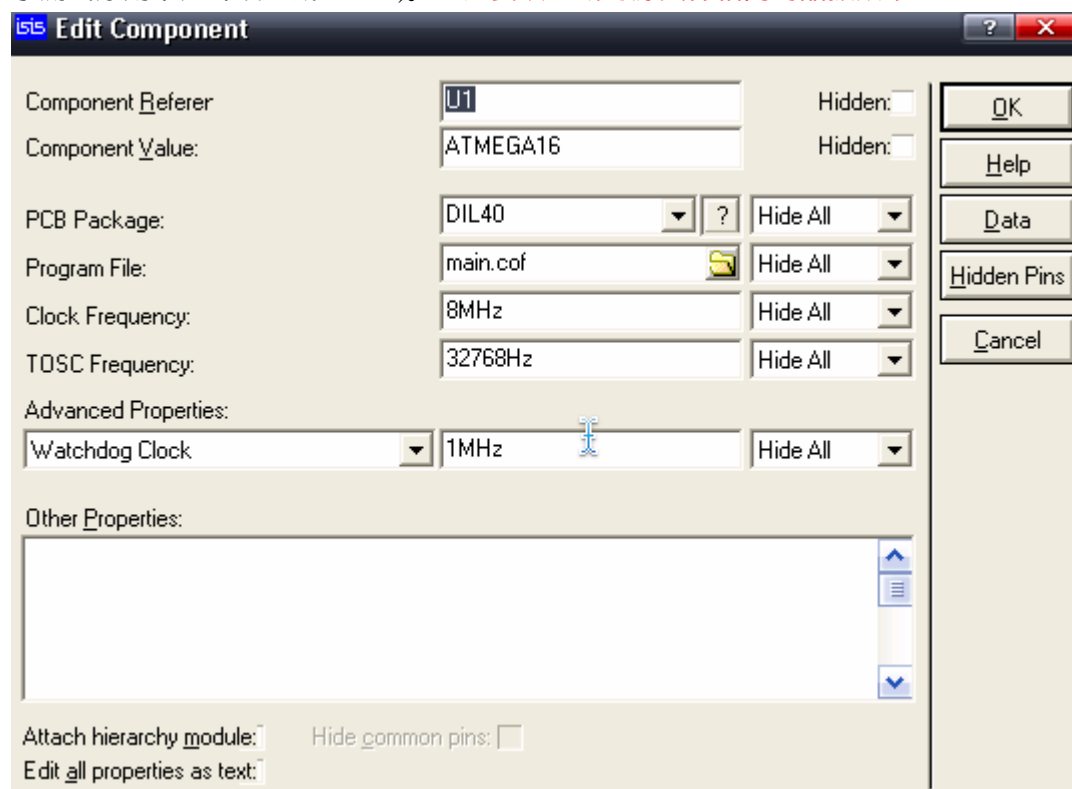 isis Edit Component
Component Referer U1 Hidden:
Component Value: ATMEGA16 Hidden:
PCB Package: DIL40 ? Hide All
Program File: main.cof Hide All
Clock Frequency: 8MHz Hide All
TOSC Frequency: 32768Hz Hide All
Advanced Properties:
Watchdog Clock 1MHz Hide All
Other Properties:
Attach hierarchy module: Hide common pins:
Edit all properties as text:
?
OK
Help
Data
Hidden Pins
Cancel